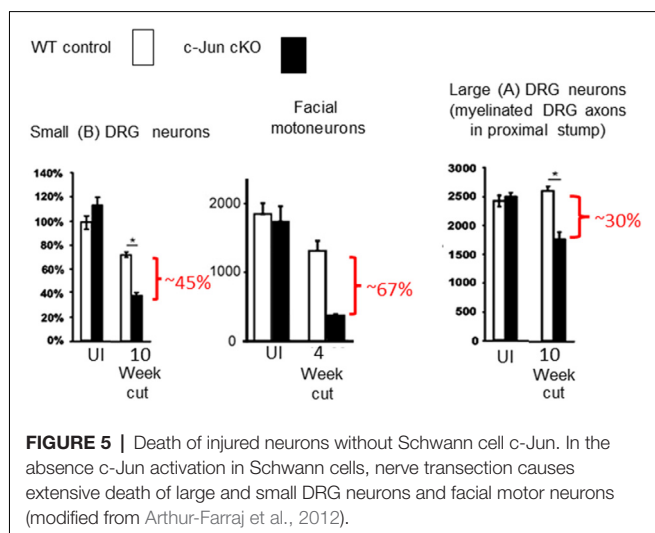 WT control
c-Jun cKO
Small (B) DRG neurons
140%
120%
100%
80%
60%
40%
20%
0%
*
~45%
UI
10
Week
cut
Facial
motoneurons
2000
1000
0
~67%
UI
4
Week
cut
Large (A) DRG neurons
(myelinated DRG axons
in proximal stump)
3000
2500
2000
1500
1000
500
0
*
~30%
UI
10
Week
cut
FIGURE 5 | Death of injured neurons without Schwann cell c-Jun. In the
absence c-Jun activation in Schwann cells, nerve transection causes
extensive death of large and small DRG neurons and facial motor neurons
(modified from Arthur-Farraj et al., 2012).